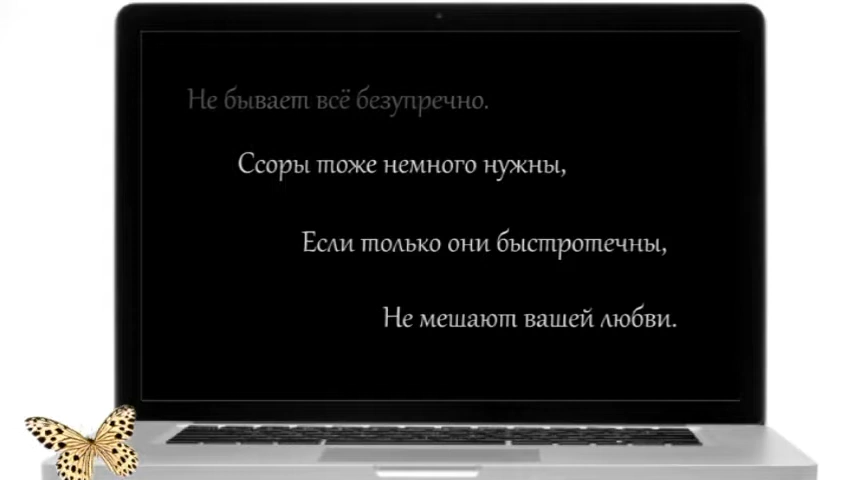 Не бывает всё безупречно.
Ссоры тоже немного нужны,
Если только они быстротечны,
Не мешают вашей любви.